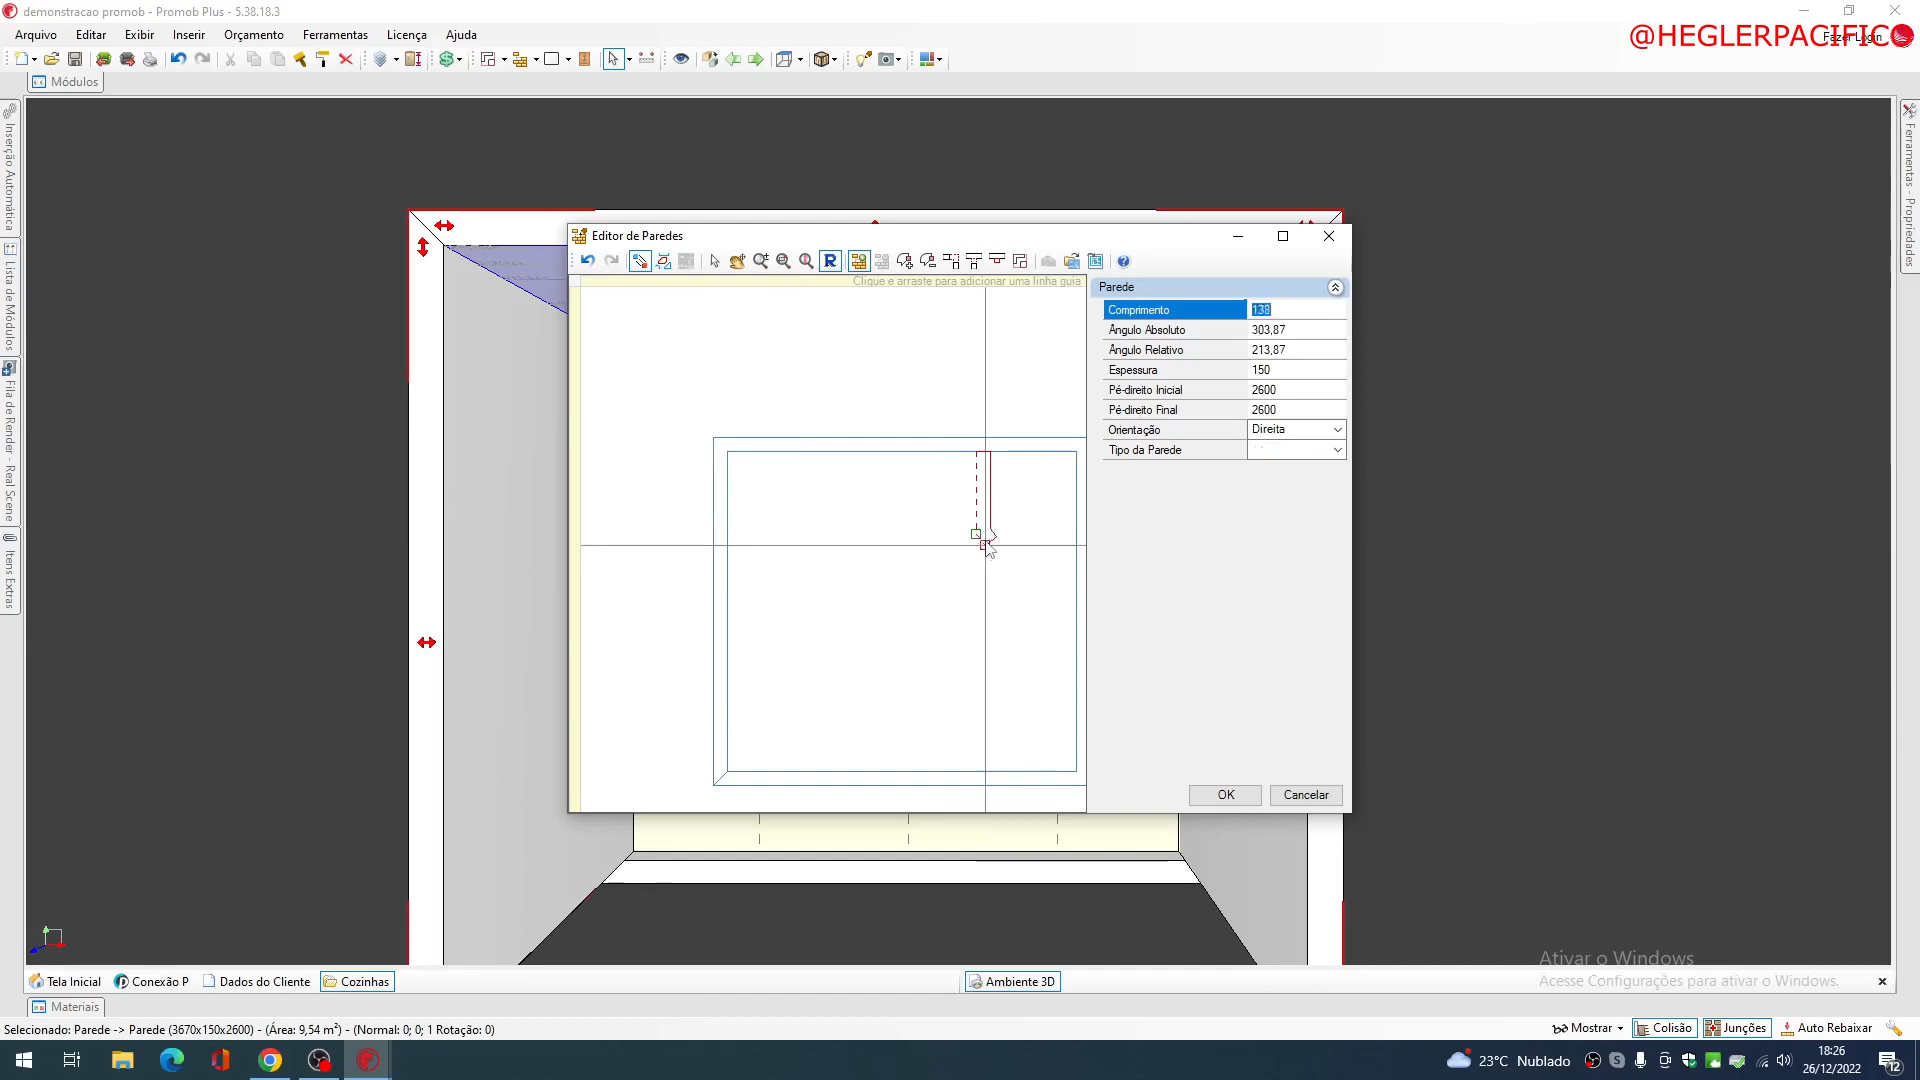 demonstracao promob - Promob Plus - 5.38.18.3
Arquivo Editar Exibir Inserir Orçamento Ferramentas Licença Ajuda
@HEGLERPACIFICO
Fazer Login
Módulos
Inserção Automática
Lista de Módulos
Fila de Render - Real Scene
Itens Extras
Ferramentas - Propriedades
Editor de Paredes
R
Clique e arraste para adicionar uma linha guia
Parede
Comprimento 138
Ângulo Absoluto 303,87
Ângulo Relativo 213,87
Espessura 150
Pé-direito Inicial 2600
Pé-direito Final 2600
Orientação Direita
Tipo da Parede
OK Cancelar
Ativar o Windows
Acesse Configurações para ativar o Windows.
Tela Inicial Conexão P Dados do Cliente Cozinhas Ambiente 3D
Materiais
Selecionado: Parede -> Parede (3670x150x2600) - (Área: 9,54 m²) - (Normal: 0; 0; 1 Rotação: 0)
Mostrar Colisão Junções Auto Rebaixar
23°C Nublado
18:26
26/12/2022
12